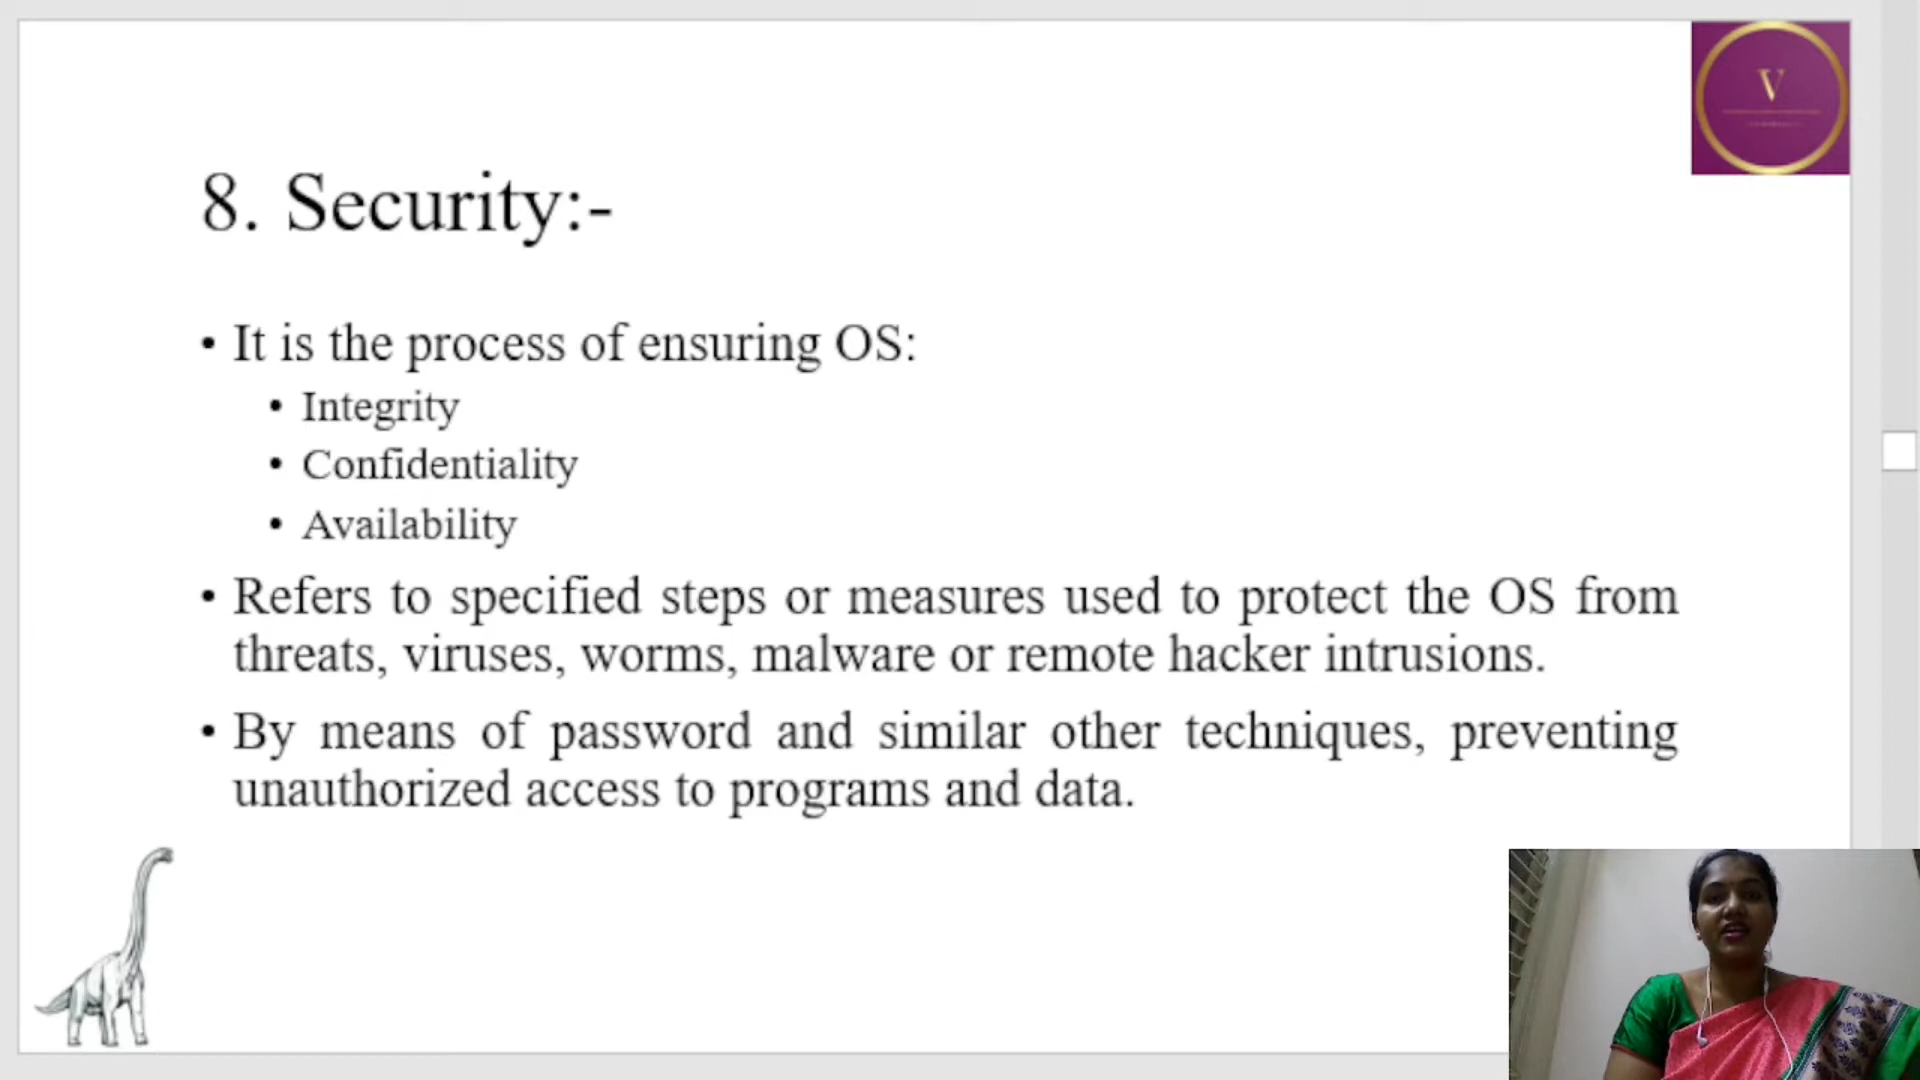 V
8. Security:-
• It is the process of ensuring OS:
• Integrity
• Confidentiality
• Availability
• Refers to specified steps or measures used to protect the OS from
threats, viruses, worms, malware or remote hacker intrusions.
• By means of password and similar other techniques, preventing
unauthorized access to programs and data.